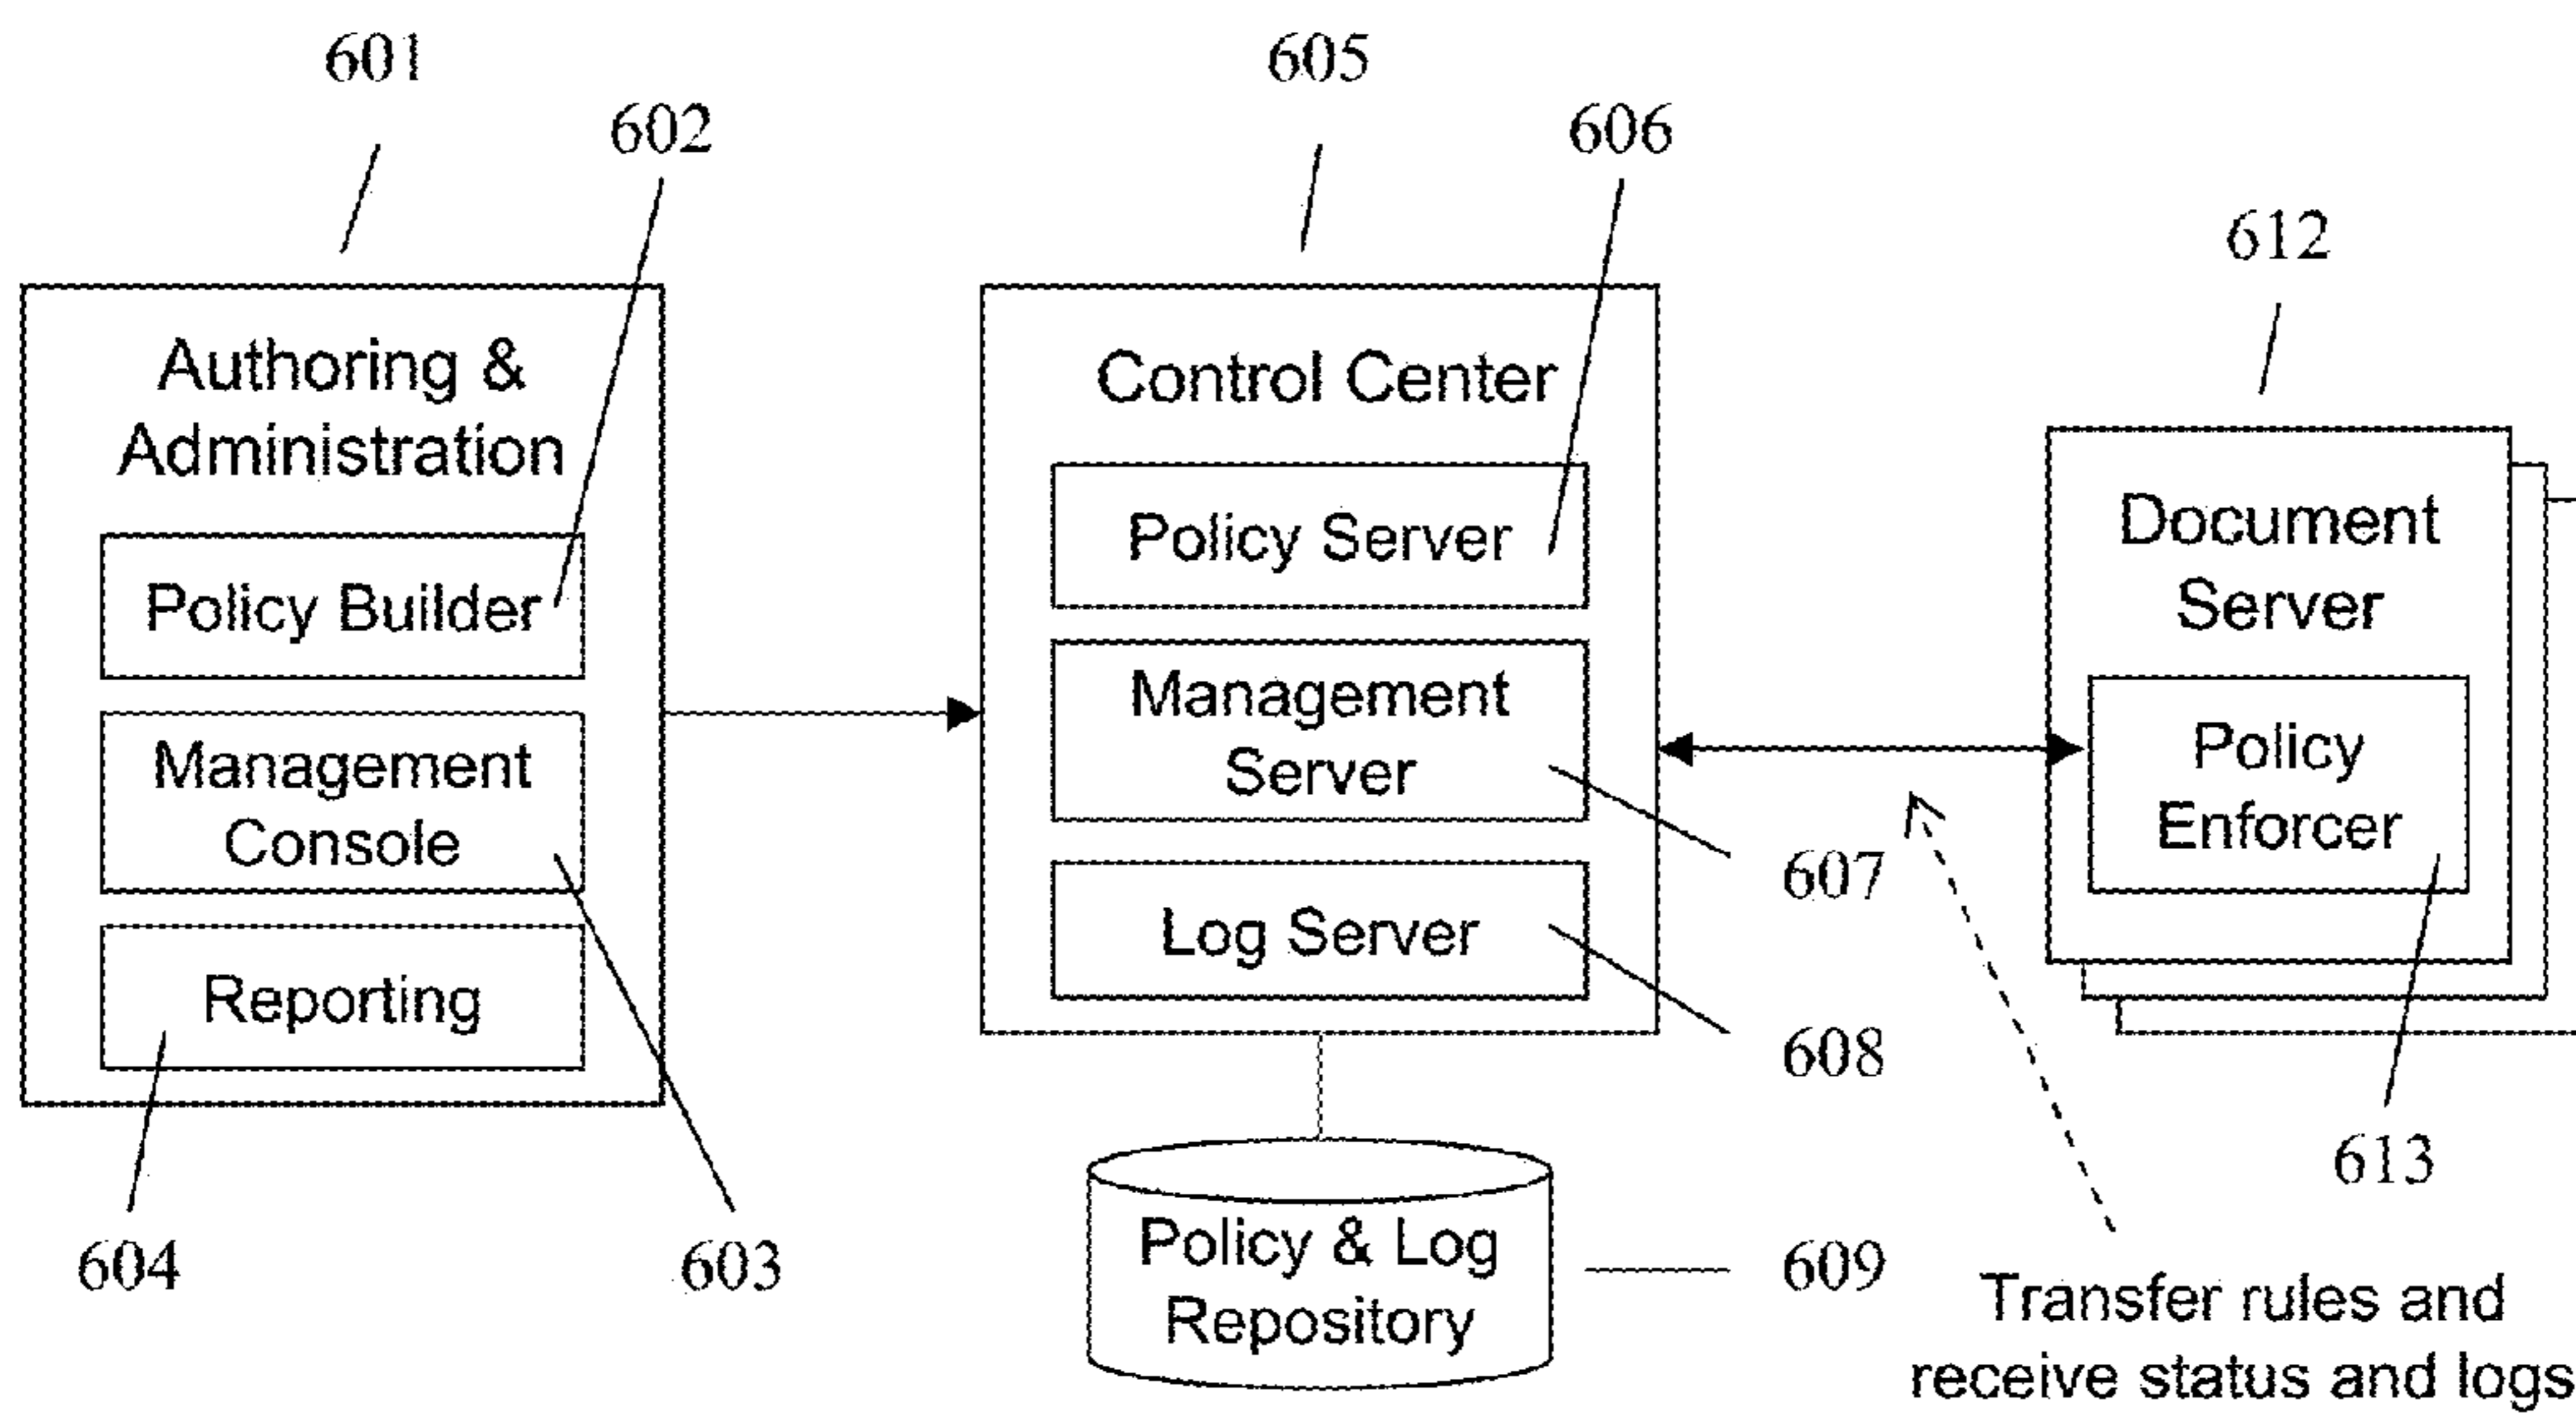 601
602
605
606
612
Authoring &
Administration
Policy Builder
Management
Console
Reporting
604
603
Control Center
Policy Server
Management
Server
Log Server
607
608
Policy & Log
Repository
609
Document
Server
Policy
Enforcer
613
Transfer rules and
receive status and logs